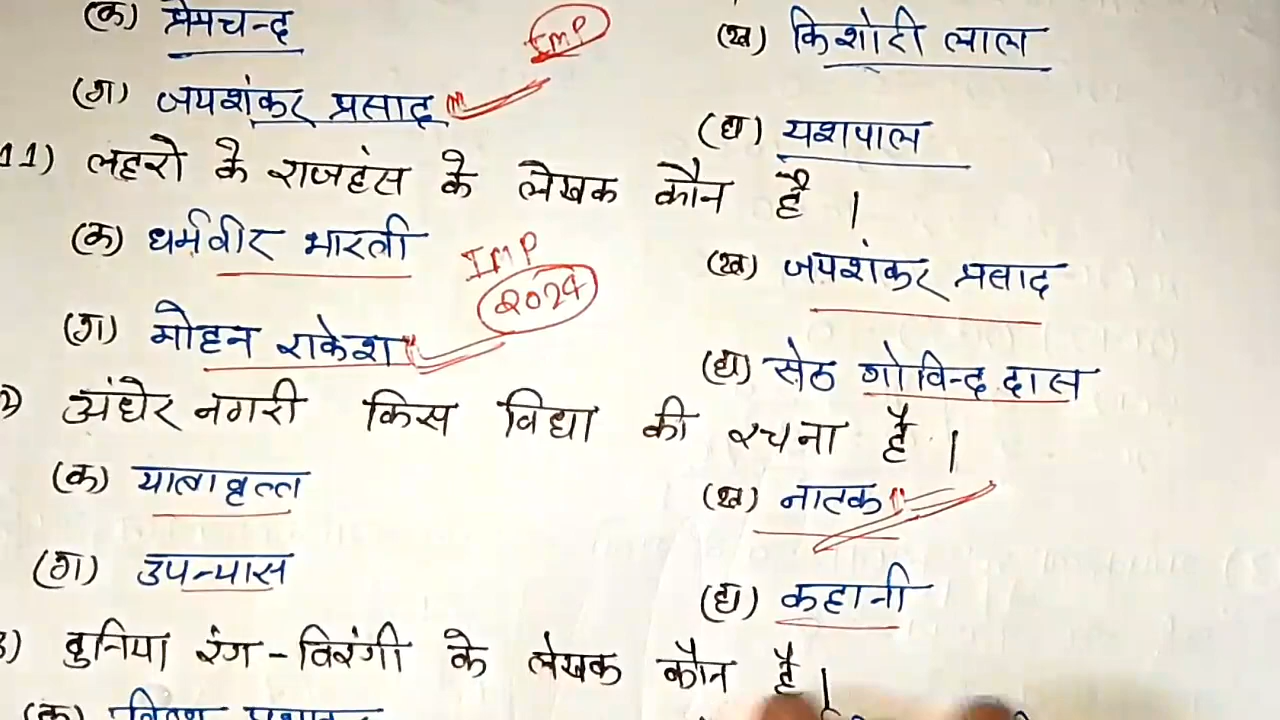 (क) प्रेमचन्द (ख) किशोरी लाल
IMP
(ग) जयशंकर प्रसाद (घ) यशपाल
11) लहरो के राजहंस के लेखक कौन है ।
(क) धर्मवीर भारती (ख) जयशंकर प्रसाद
IMP
2024
(ग) मोहन राकेश (घ) सेठ गोविन्द दास
अंधेर नगरी किस विधा की रचना है ।
(क) यात्रावृत्त (ख) नाटक
(ग) उपन्यास (घ) कहानी
3) दुनिया रंग-विरंगी के लेखक कौन है ।
(क)